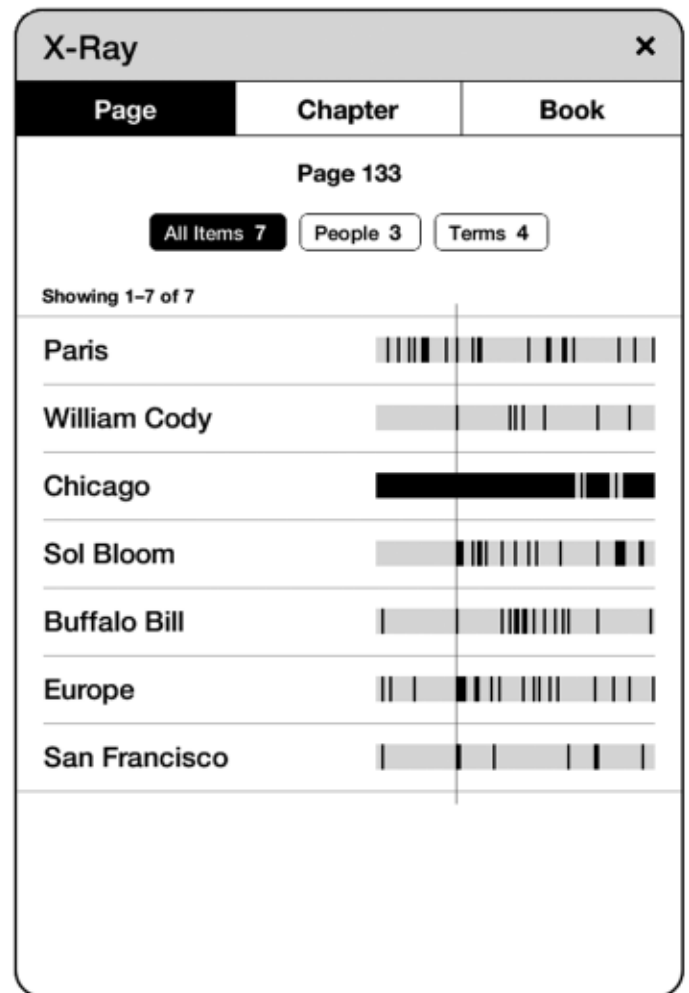 X-Ray ×
Page Chapter Book
Page 133
All Items 7 People 3 Terms 4
Showing 1–7 of 7
Paris
William Cody
Chicago
Sol Bloom
Buffalo Bill
Europe
San Francisco